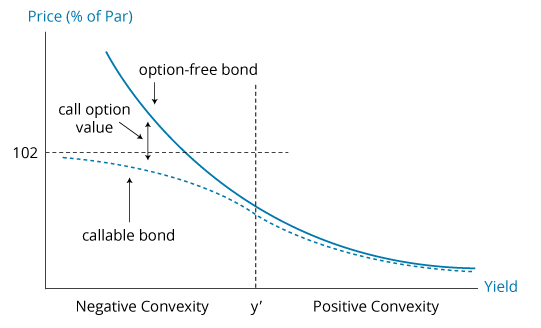 Price (% of Par)
option-free bond
call option
value
102
callable bond
Yield
Negative Convexity
y’
Positive Convexity